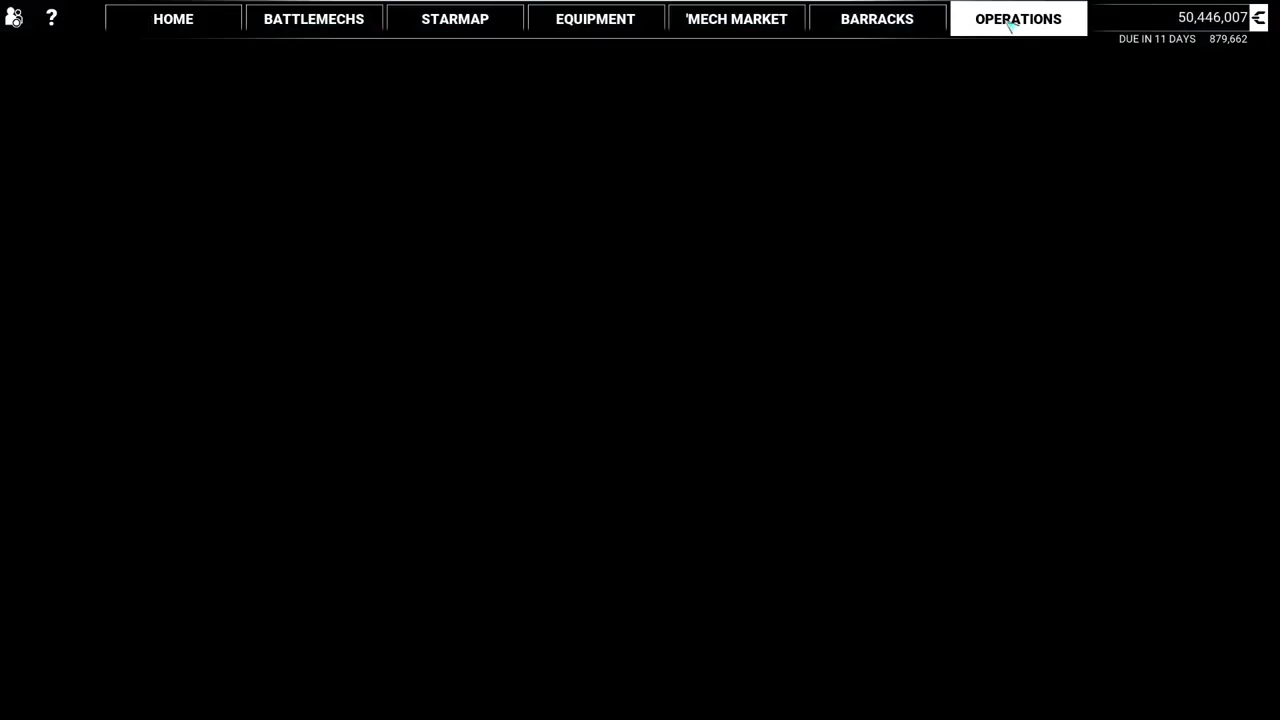 ? HOME BATTLEMECHS STARMAP EQUIPMENT 'MECH MARKET BARRACKS OPERATIONS 50,446,007
DUE IN 11 DAYS 879,662